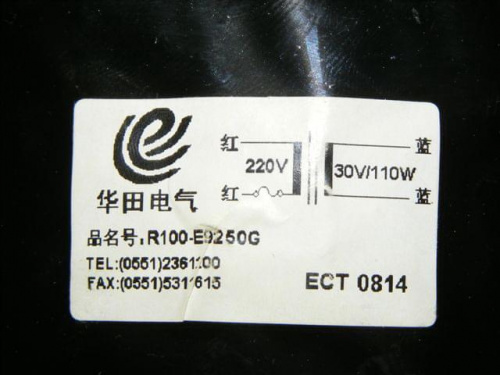 华田电气
红 220V 30V/110W 蓝
红 蓝
品名号:R100-E9250G
TEL:(0551)2361100
FAX:(0551)5311615
ECT 0814